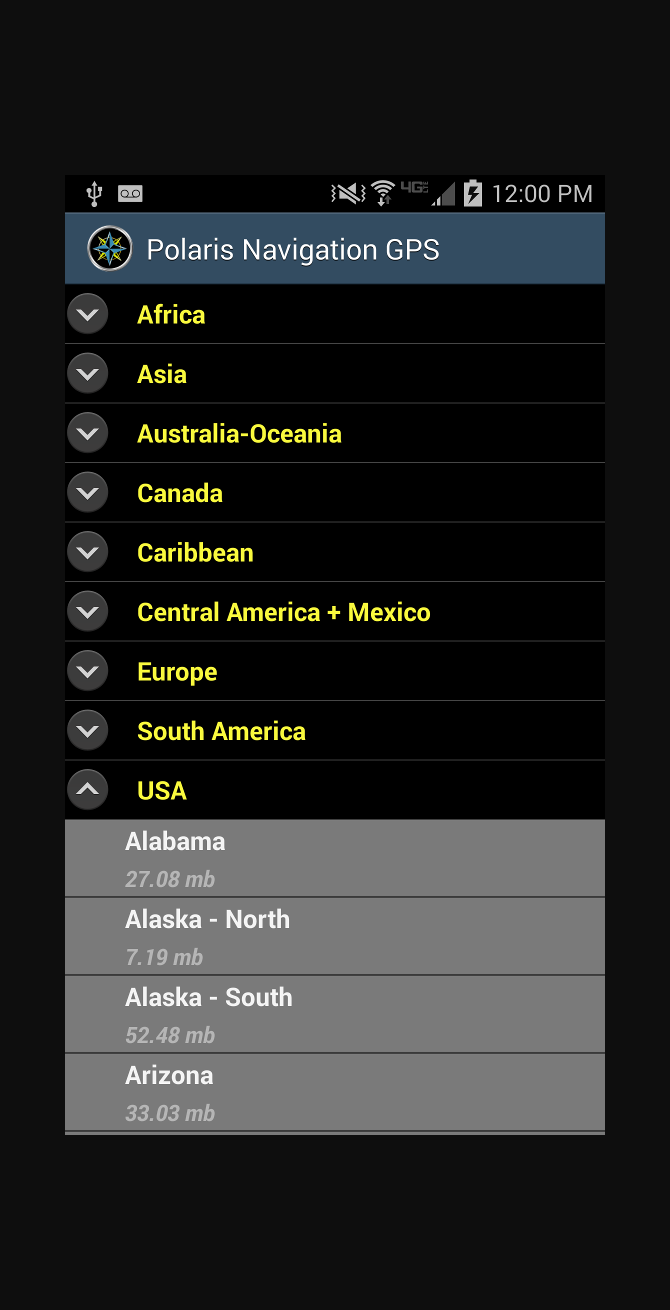 4G 12:00 PM
Polaris Navigation GPS
Africa
Asia
Australia-Oceania
Canada
Caribbean
Central America + Mexico
Europe
South America
USA
Alabama
27.08 mb
Alaska - North
7.19 mb
Alaska - South
52.48 mb
Arizona
33.03 mb